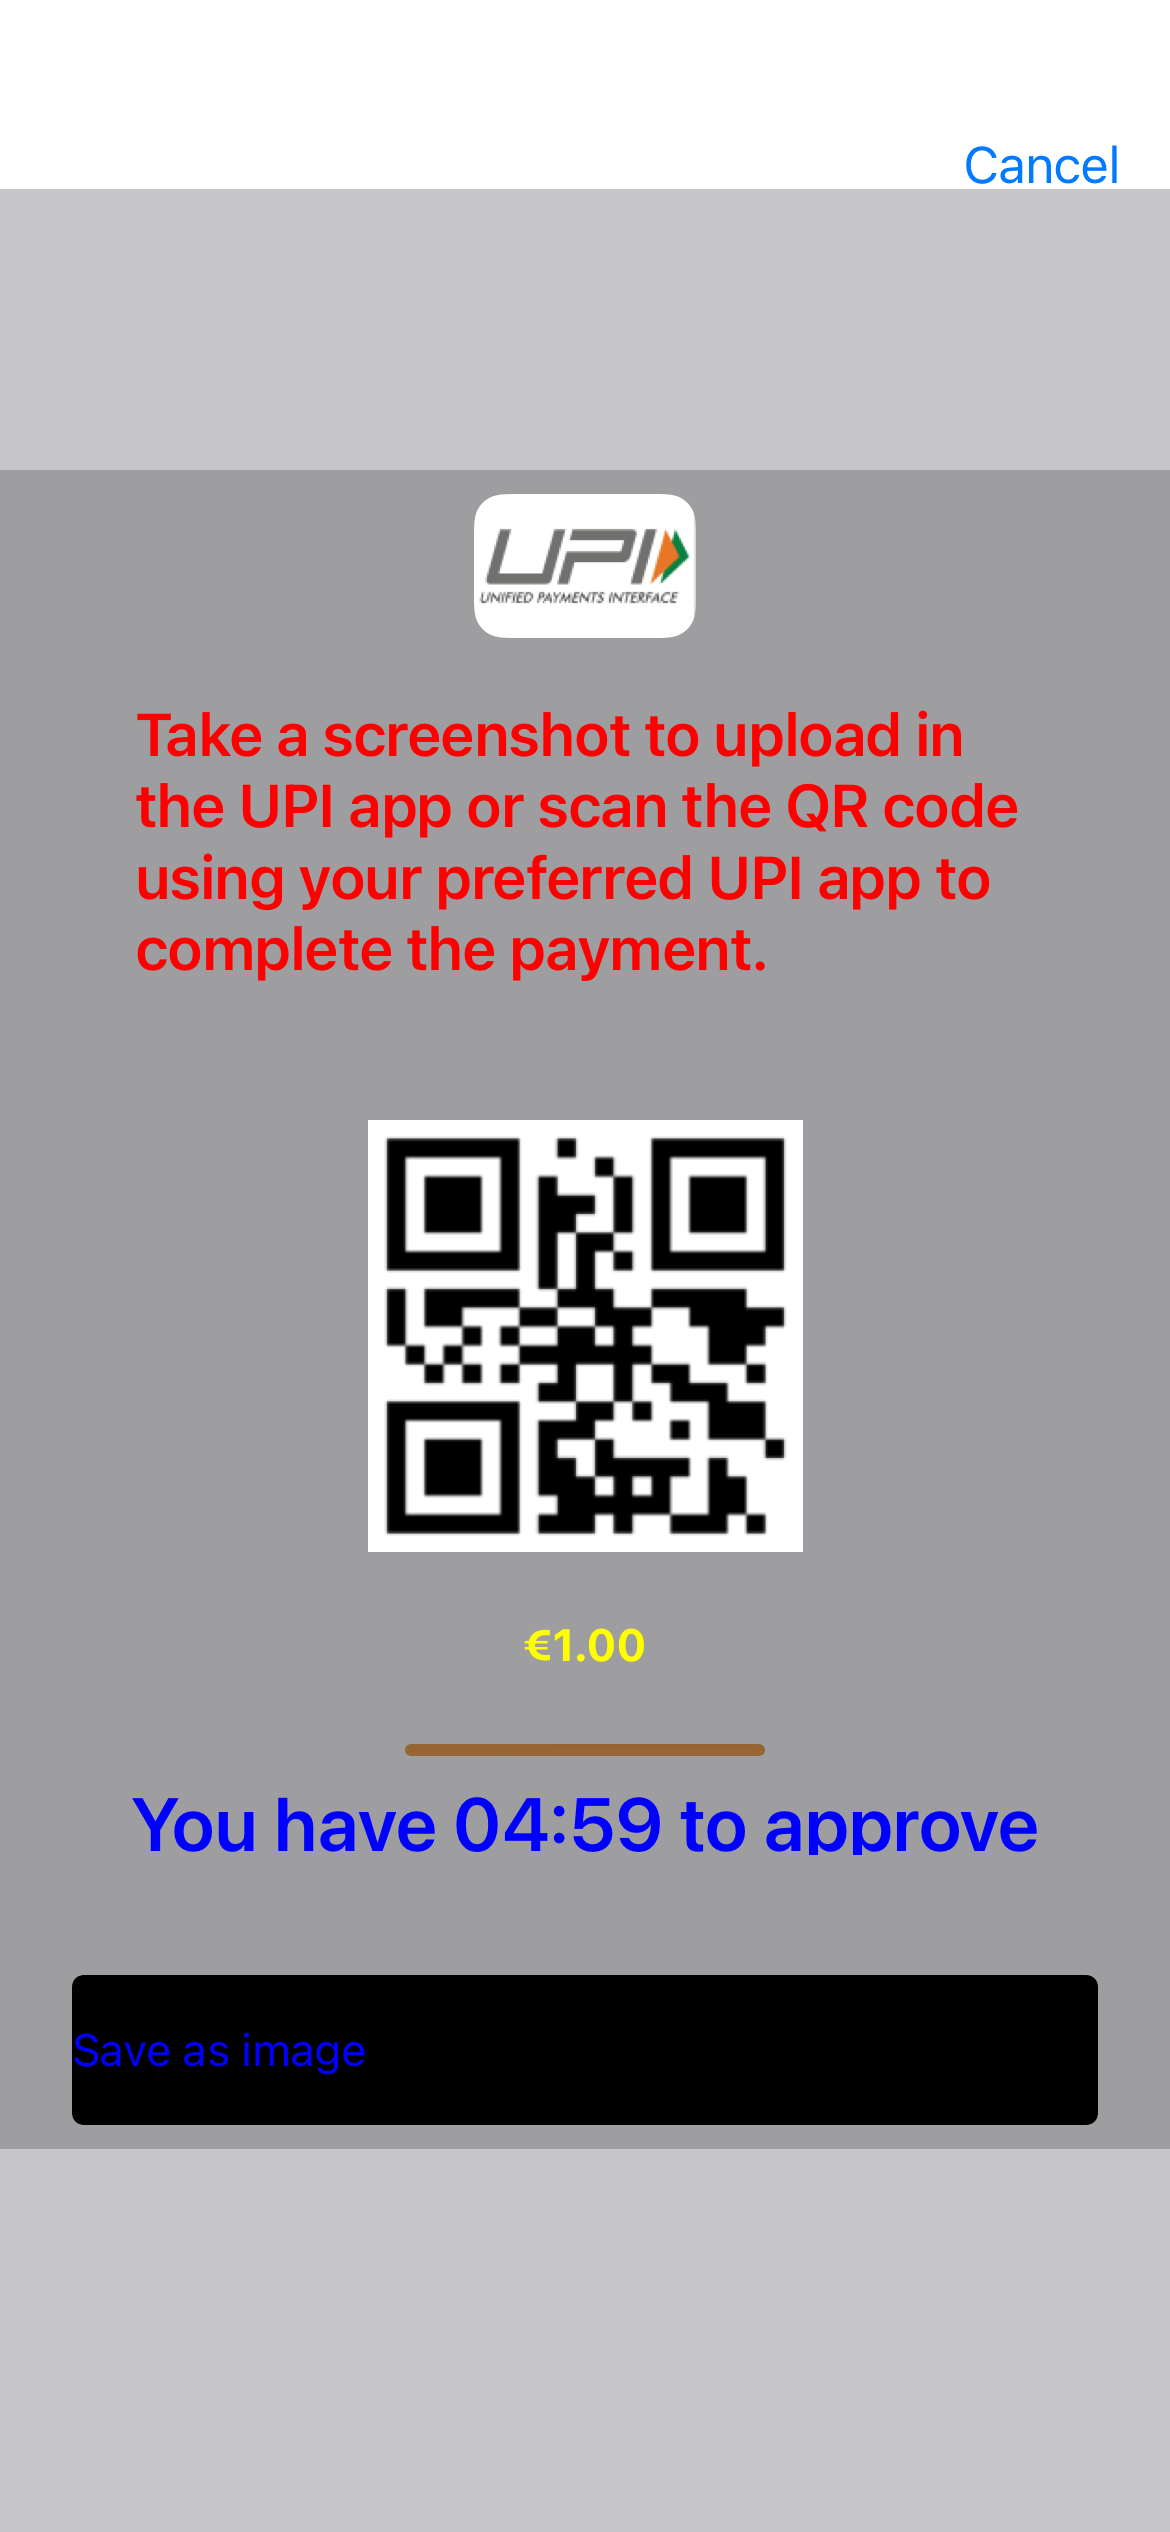 Cancel
UPI
UNIFIED PAYMENTS INTERFACE
Take a screenshot to upload in
the UPI app or scan the QR code
using your preferred UPI app to
complete the payment.
€1.00
You have 04:59 to approve
Save as image